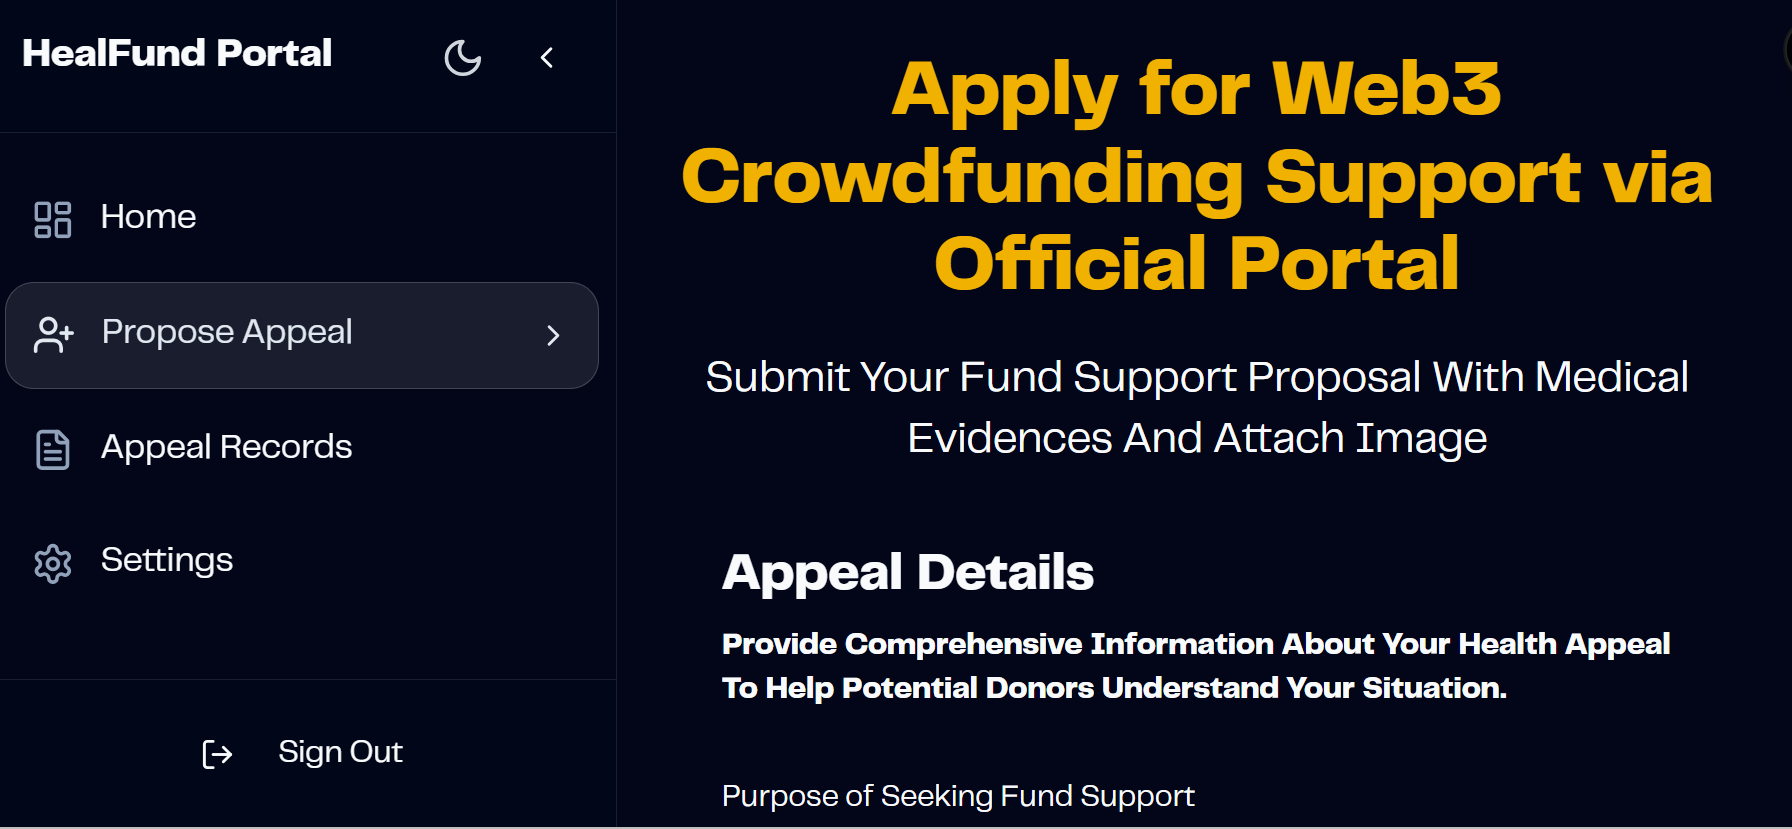 HealFund Portal
Home
Propose Appeal
Appeal Records
Settings
Sign Out
Apply for Web3
Crowdfunding Support via
Official Portal
Submit Your Fund Support Proposal With Medical
Evidences And Attach Image
Appeal Details
Provide Comprehensive Information About Your Health Appeal
To Help Potential Donors Understand Your Situation.
Purpose of Seeking Fund Support